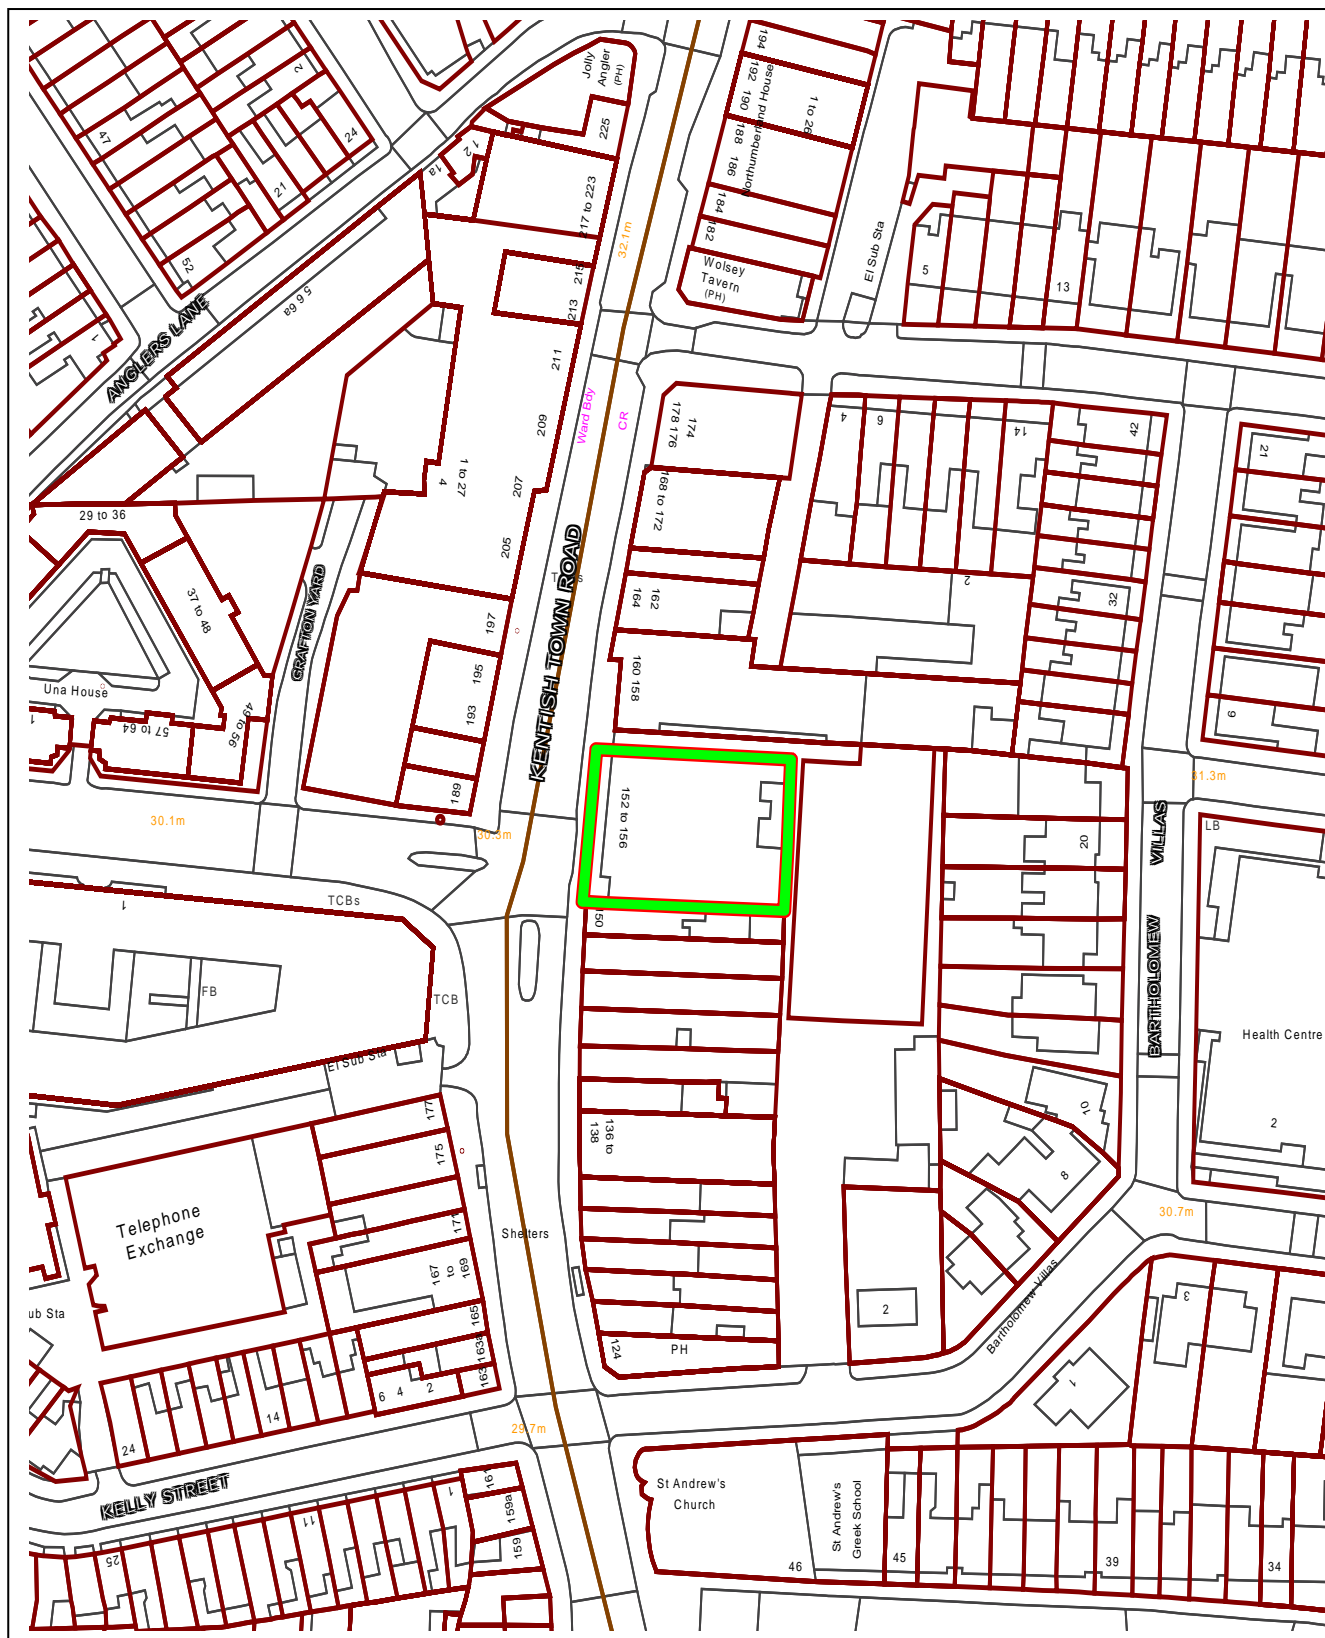 194
192
190
188
186
184
182
Northumberland House
1 to 26
Jolly
Angler
(PH)
225
2
47
24
21
52
1
1a
2
1
217 to 223
215
213
32.1m
Wolsey
Tavern
(PH)
El Sub Sta
5
13
ANGLERS LANE
5 6 6a
211
209
207
205
1 to 27
4
Ward Bdy
CR
174
178 176
168 to 172
162
164
160 158
4
6
14
42
21
2
32
9
29 to 36
37 to 48
Una House
1
57 to 64
49 to 56
GRAFTON YARD
197
195
193
189
KENTISH TOWN ROAD
30.1m
30.3m
31.3m
152 to 156
150
20
VILLAS
BARTHOLOMEW
LB
TCBs
1
FB
TCB
El Sub Sta
Health Centre
2
177
175
171
167
to
169
165
163a
163
136 to
138
10
8
30.7m
Telephone
Exchange
Shelters
ub Sta
2
Bartholomew Villas
3
1
124
PH
6
4
2
14
24
29.7m
KELLY STREET
161
159a
159
1
11
25
St Andrew's
Church
St Andrew's
Greek School
46
45
39
34